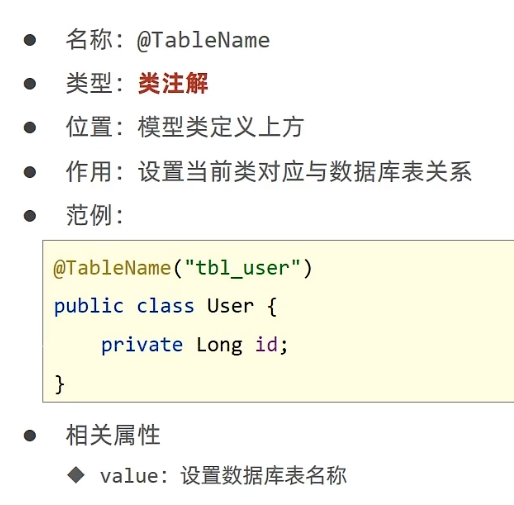 ● 名称：@TableName
● 类型：类注解
● 位置：模型类定义上方
● 作用：设置当前类对应与数据库表关系
● 范例：
@TableName("tbl_user")
public class User {
    private Long id;
}
● 相关属性
◆ value：设置数据库表名称